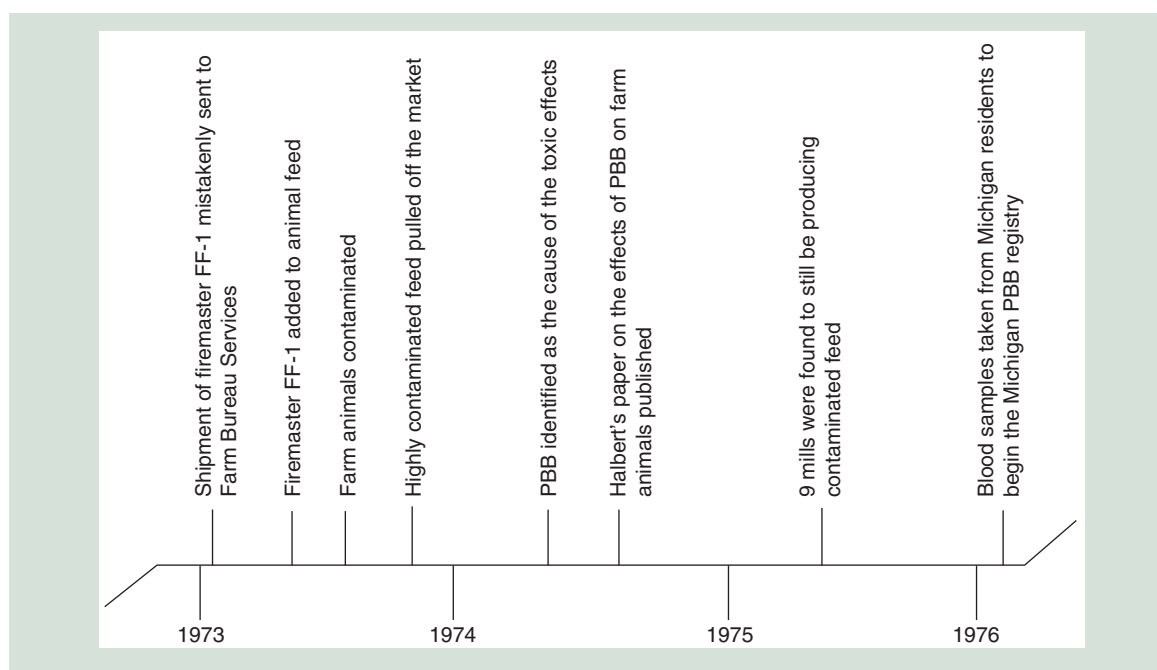 Shipment of firemaster FF-1 mistakenly sent to
Farm Bureau Services
Firemaster FF-1 added to animal feed
Farm animals contaminated
Highly contaminated feed pulled off the market
PBB identified as the cause of the toxic effects
Halbert's paper on the effects of PBB on farm
animals published
9 mills were found to still be producing
contaminated feed
Blood samples taken from Michigan residents to
begin the Michigan PBB registry
1973
1974
1975
1976